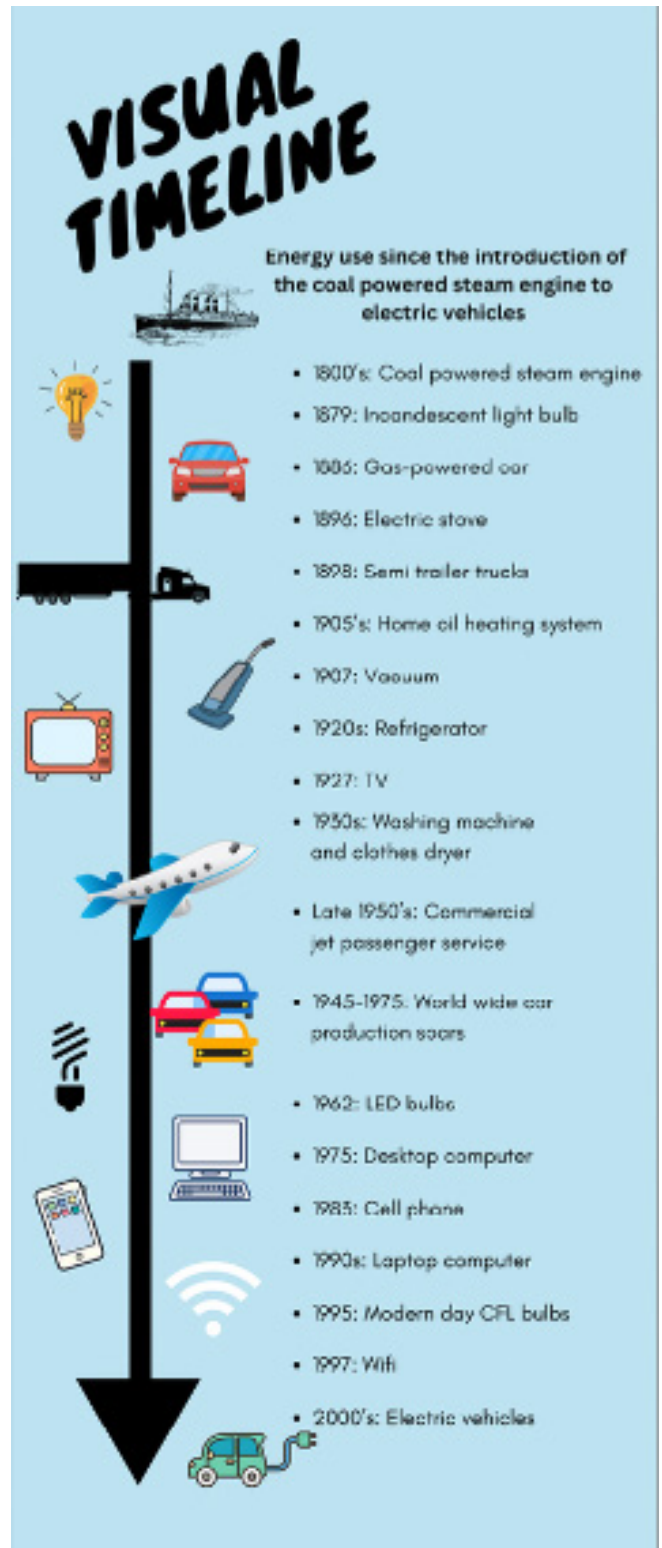 VISUAL
TIMELINE
Energy use since the introduction of
the coal powered steam engine to
electric vehicles
• 1800's: Coal powered steam engine
• 1879: Incandescent light bulb
• 1885: Gas-powered car
• 1896: Electric stove
• 1898: Semi trailer trucks
• 1905's: Home oil heating system
• 1907: Vacuum
• 1920s: Refrigerator
• 1927: TV
• 1930s: Washing machine
and clothes dryer
• Late 1950's: Commercial
jet passenger service
• 1945-1975: World wide car
production soars
• 1962: LED bulbs
• 1975: Desktop computer
• 1983: Cell phone
• 1990s: Laptop computer
• 1995: Modern day CFL bulbs
• 1997: Wifi
• 2000's: Electric vehicles